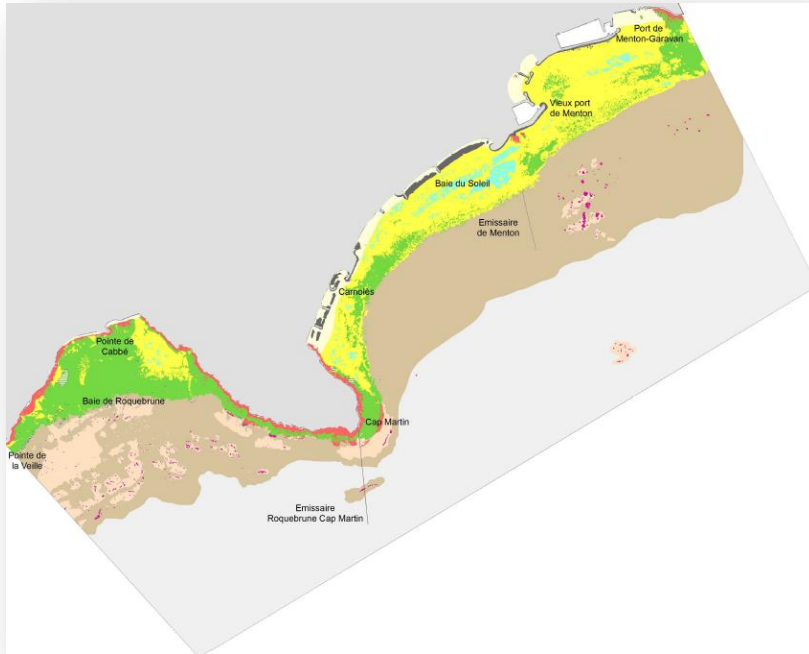 Port de
Menton-Garavan
Vieux port
de Menton
Baie du Soleil
Emissaire
de Menton
Carnolès
Pointe de
Cabbé
Baie de Roquebrune
Cap Martin
Pointe de
la Veille
Emissaire
Roquebrune Cap Martin